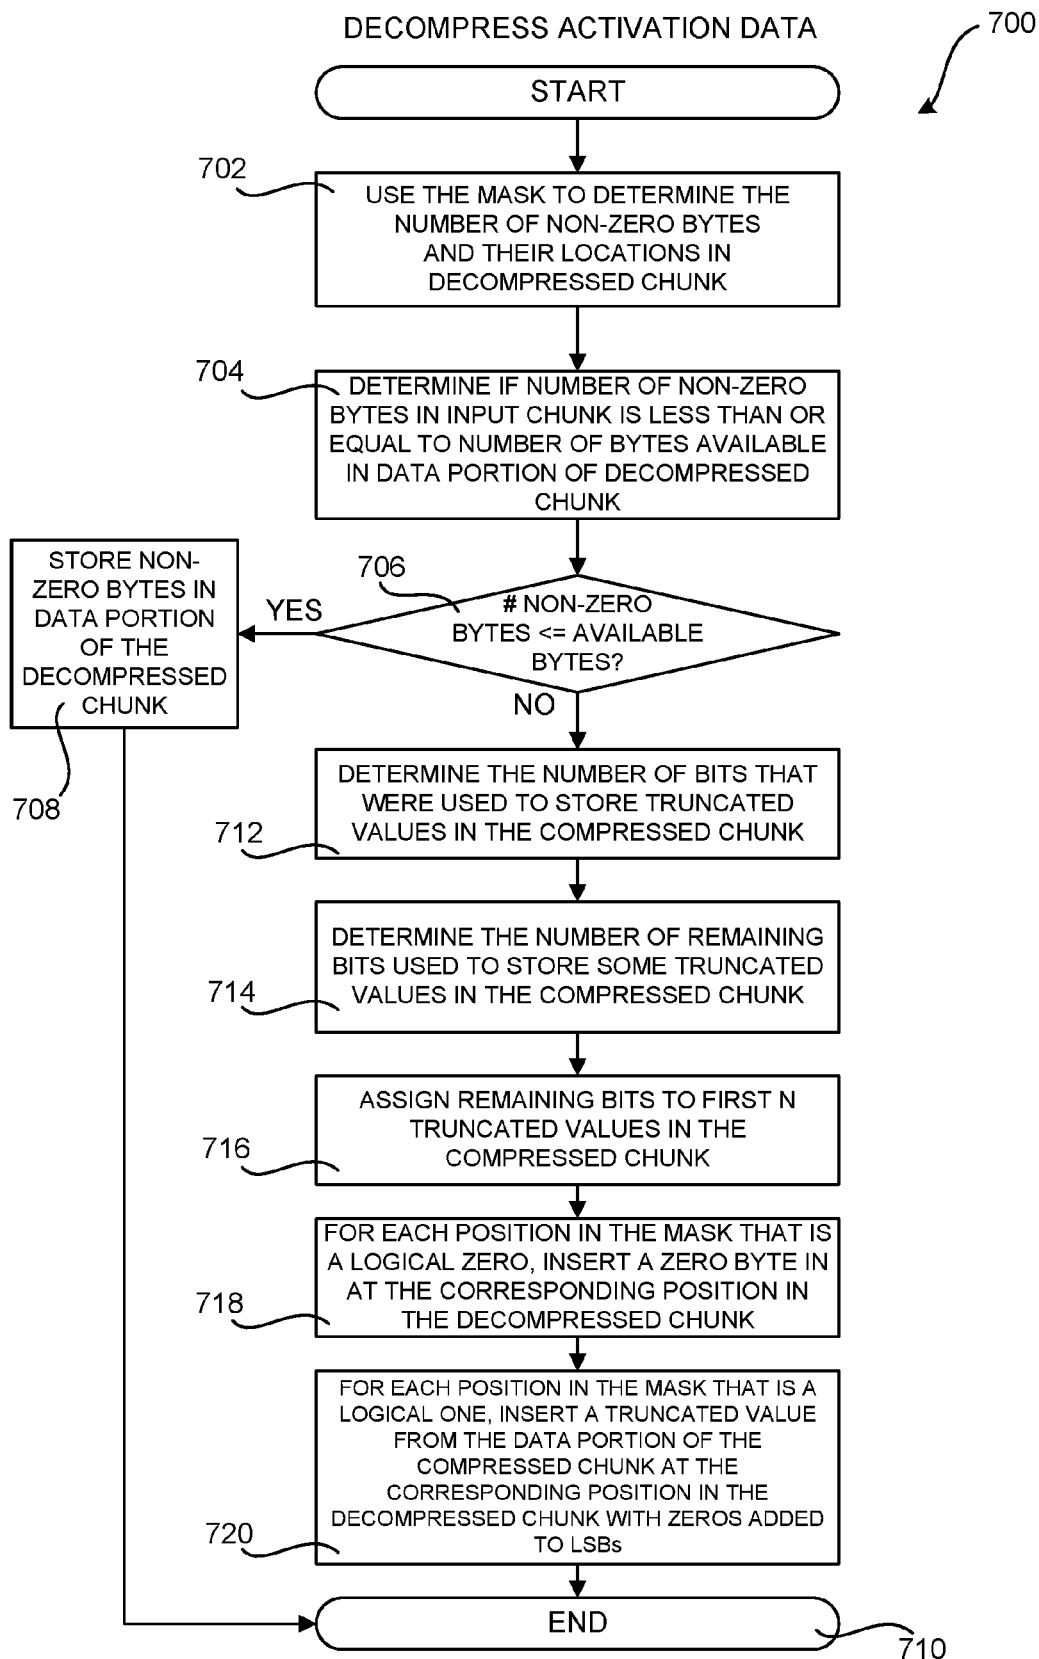 DECOMPRESS ACTIVATION DATA
700
START
702
USE THE MASK TO DETERMINE THE
NUMBER OF NON-ZERO BYTES
AND THEIR LOCATIONS IN
DECOMPRESSED CHUNK
704
DETERMINE IF NUMBER OF NON-ZERO
BYTES IN INPUT CHUNK IS LESS THAN OR
EQUAL TO NUMBER OF BYTES AVAILABLE
IN DATA PORTION OF DECOMPRESSED
CHUNK
706
# NON-ZERO
BYTES <= AVAILABLE
BYTES?
YES
NO
STORE NON-
ZERO BYTES IN
DATA PORTION
OF THE
DECOMPRESSED
CHUNK
708
DETERMINE THE NUMBER OF BITS THAT
WERE USED TO STORE TRUNCATED
VALUES IN THE COMPRESSED CHUNK
712
DETERMINE THE NUMBER OF REMAINING
BITS USED TO STORE SOME TRUNCATED
VALUES IN THE COMPRESSED CHUNK
714
ASSIGN REMAINING BITS TO FIRST N
TRUNCATED VALUES IN THE
COMPRESSED CHUNK
716
FOR EACH POSITION IN THE MASK THAT IS
A LOGICAL ZERO, INSERT A ZERO BYTE IN
AT THE CORRESPONDING POSITION IN
THE DECOMPRESSED CHUNK
718
FOR EACH POSITION IN THE MASK THAT IS A
LOGICAL ONE, INSERT A TRUNCATED VALUE
FROM THE DATA PORTION OF THE
COMPRESSED CHUNK AT THE
CORRESPONDING POSITION IN THE
DECOMPRESSED CHUNK WITH ZEROS ADDED
TO LSBs
720
END
710